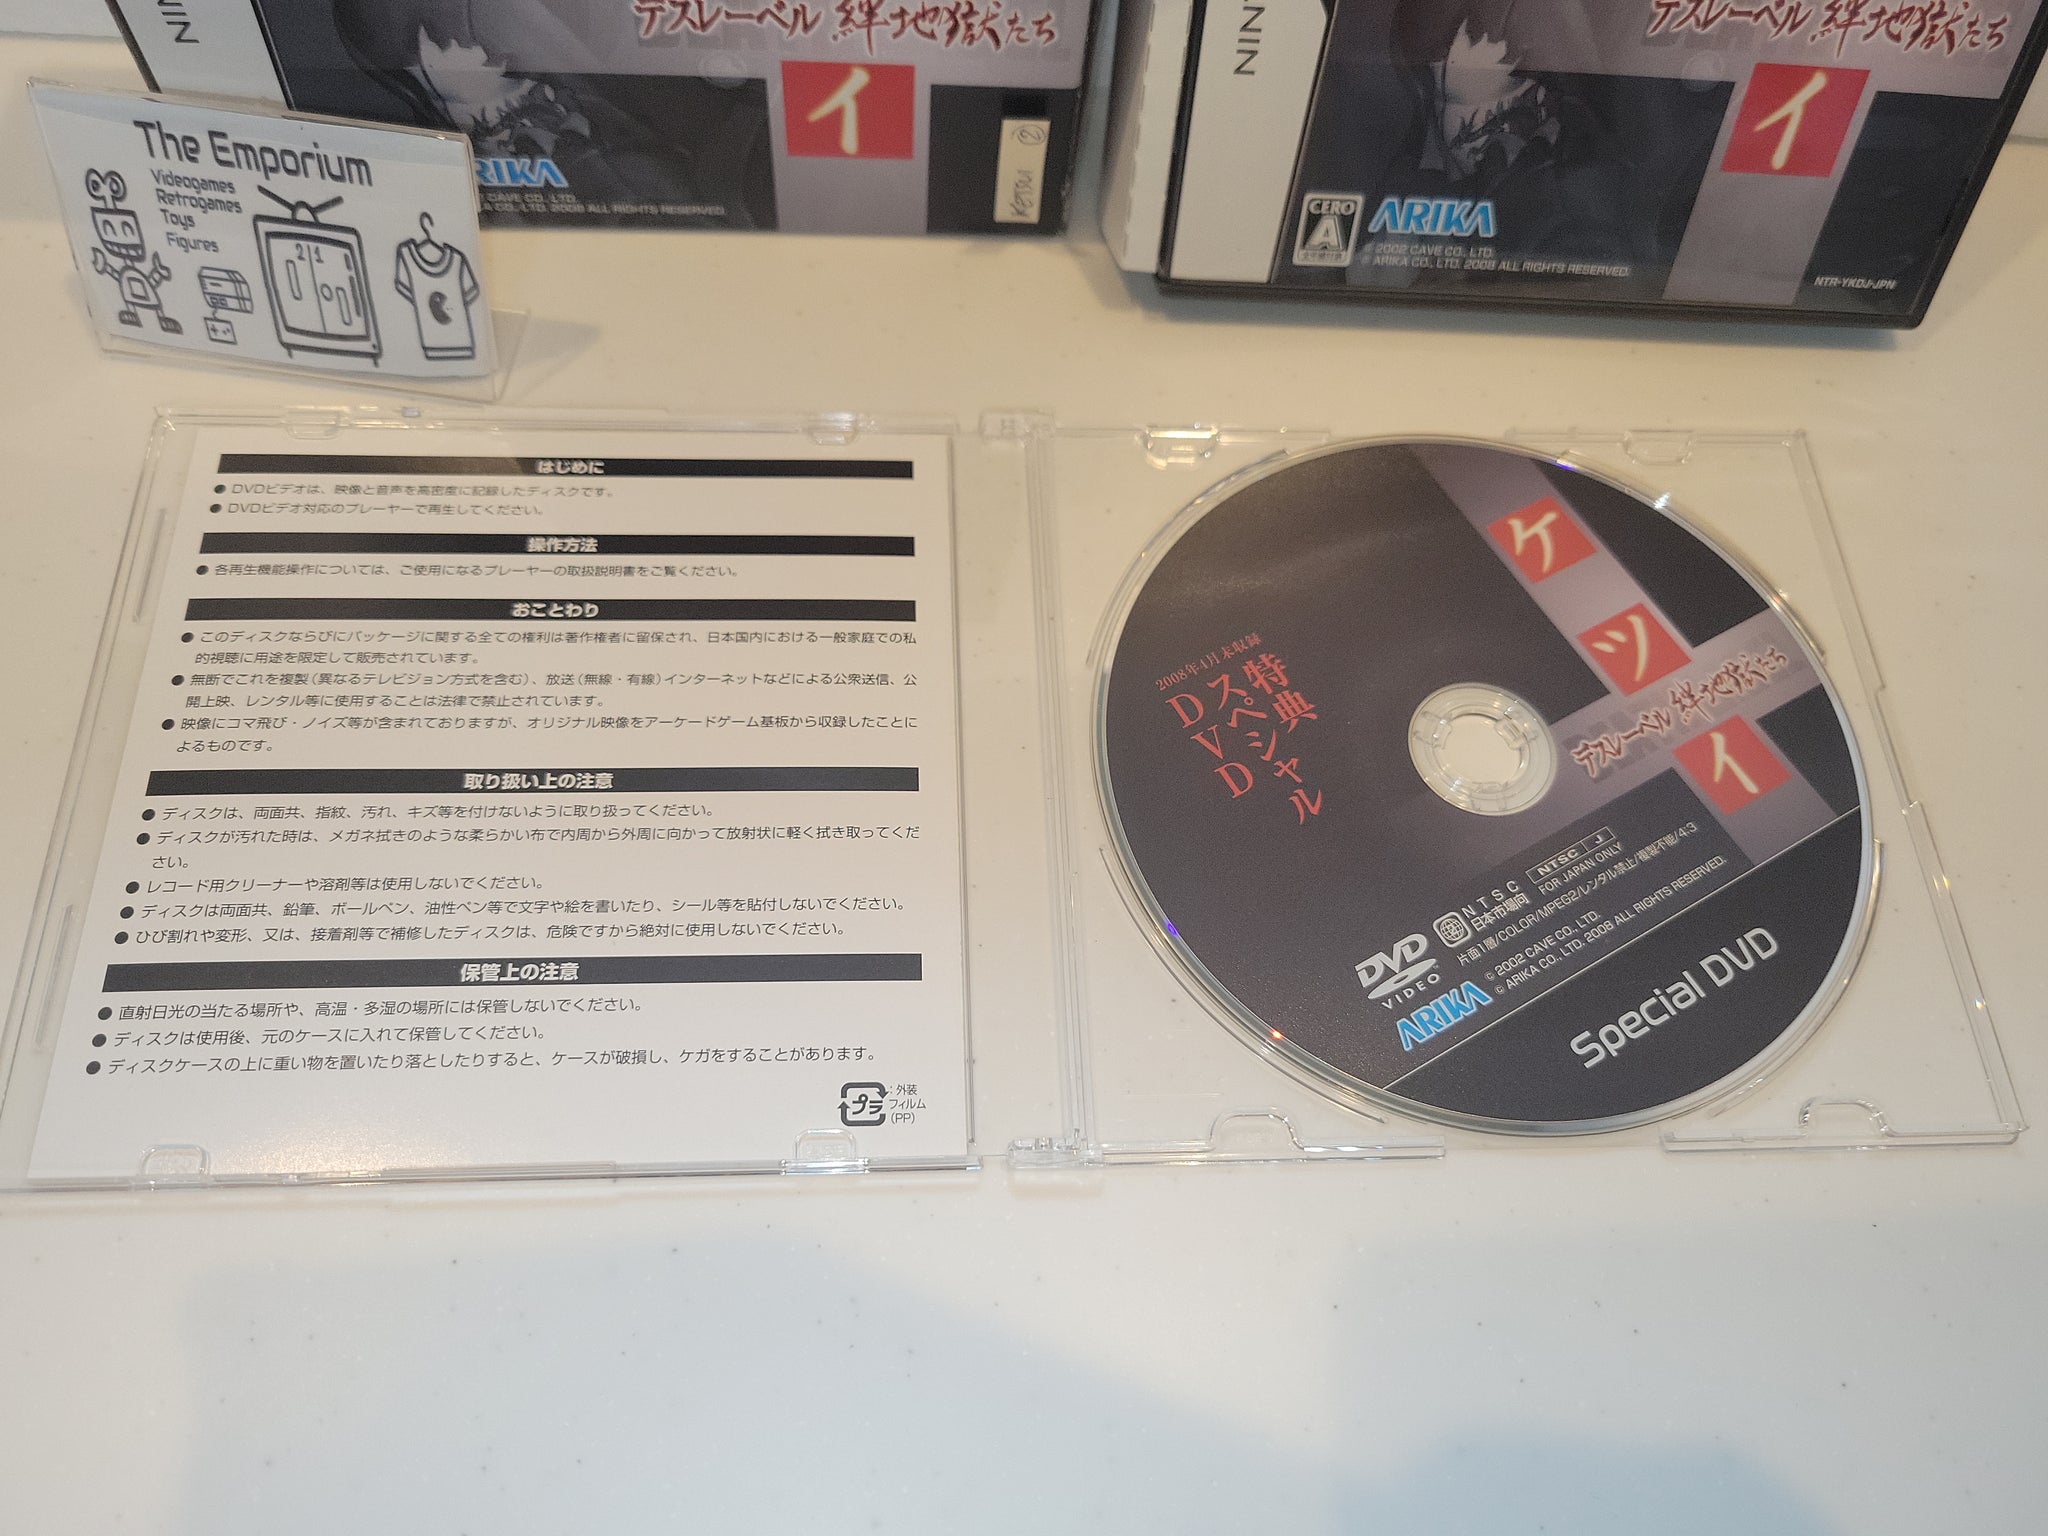 デスレーベル 絆地獄たち
イ
KETSUI ②
ARIKA
CAVE CO., LTD.
CO., LTD. 2008 ALL RIGHTS RESERVED.
NIN
デスレーベル 絆地獄たち
イ
CERO
A
ARIKA
© 2002 CAVE CO., LTD.
© ARIKA CO., LTD. 2008 ALL RIGHTS RESERVED.
NTR-YKDJ-JPN
The Emporium
Videogames
Retrogames
Toys
Figures
21
はじめに
● DVDビデオは、映像と音声を高密度に記録したディスクです。
● DVDビデオ対応のプレーヤーで再生してください。
操作方法
● 各再生機能操作については、ご使用になるプレーヤーの取扱説明書をご覧ください。
おことわり
● このディスクならびにパッケージに関する全ての権利は著作権者に留保され、日本国内における一般家庭での私
的視聴に用途を限定して販売されています。
● 無断でこれを複製（異なるテレビジョン方式を含む）、放送（無線・有線）インターネットなどによる公衆送信、公
開上映、レンタル等に使用することは法律で禁止されています。
● 映像にコマ飛び・ノイズ等が含まれておりますが、オリジナル映像をアーケードゲーム基板から収録したことに
よるものです。
取り扱い上の注意
● ディスクは、両面共、指紋、汚れ、キズ等を付けないように取り扱ってください。
● ディスクが汚れた時は、メガネ拭きのような柔らかい布で内周から外周に向かって放射状に軽く拭き取ってくだ
さい。
● レコード用クリーナーや溶剤等は使用しないでください。
● ディスクは両面共、鉛筆、ボールペン、油性ペン等で文字や絵を書いたり、シール等を貼付しないでください。
● ひび割れや変形、又は、接着剤等で補修したディスクは、危険ですから絶対に使用しないでください。
保管上の注意
● 直射日光の当たる場所や、高温・多湿の場所には保管しないでください。
● ディスクは使用後、元のケースに入れて保管してください。
● ディスクケースの上に重い物を置いたり落としたりすると、ケースが破損し、ケガをすることがあります。
プラ
：外装
フィルム
(PP)
ケ
ツ
イ
デスレーベル 絆地獄たち
2008年4月末収録
特典
スペシャル
DVD
NTSC J
FOR JAPAN ONLY
NTSC
日本市場向
片面1層/COLOR/MPEG2/レンタル禁止/複製不能/4:3
DVD
VIDEO
© 2002 CAVE CO., LTD.
© ARIKA CO., LTD. 2008 ALL RIGHTS RESERVED.
ARIKA
Special DVD